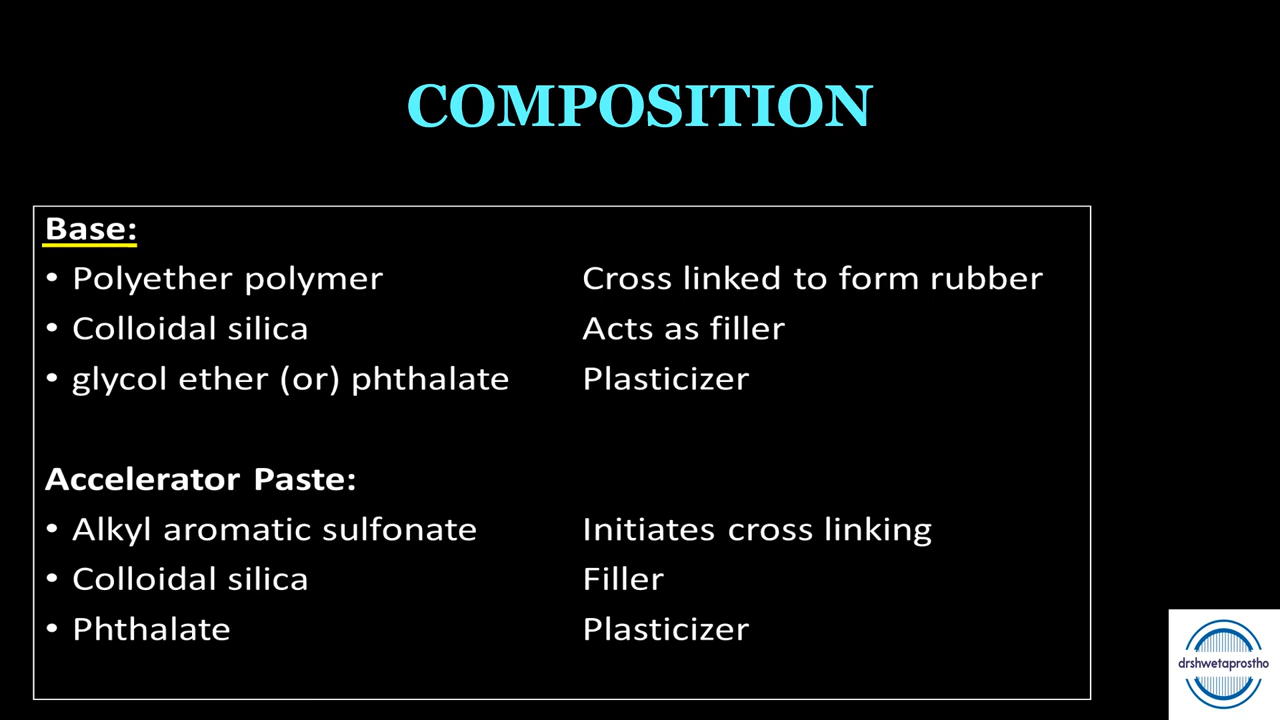 COMPOSITION
Base:
• Polyether polymer Cross linked to form rubber
• Colloidal silica Acts as filler
• glycol ether (or) phthalate Plasticizer
Accelerator Paste:
• Alkyl aromatic sulfonate Initiates cross linking
• Colloidal silica Filler
• Phthalate Plasticizer
drshwetaprostho